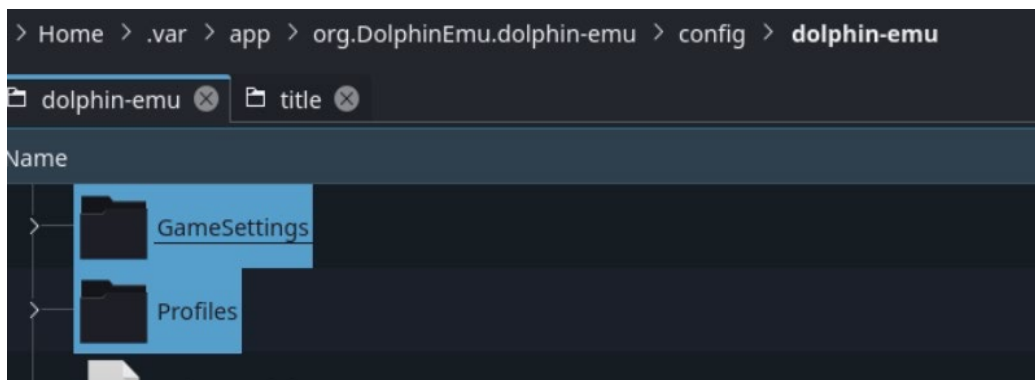 > Home > .var > app > org.DolphinEmu.dolphin-emu > config > dolphin-emu
dolphin-emu title
Name
GameSettings
Profiles